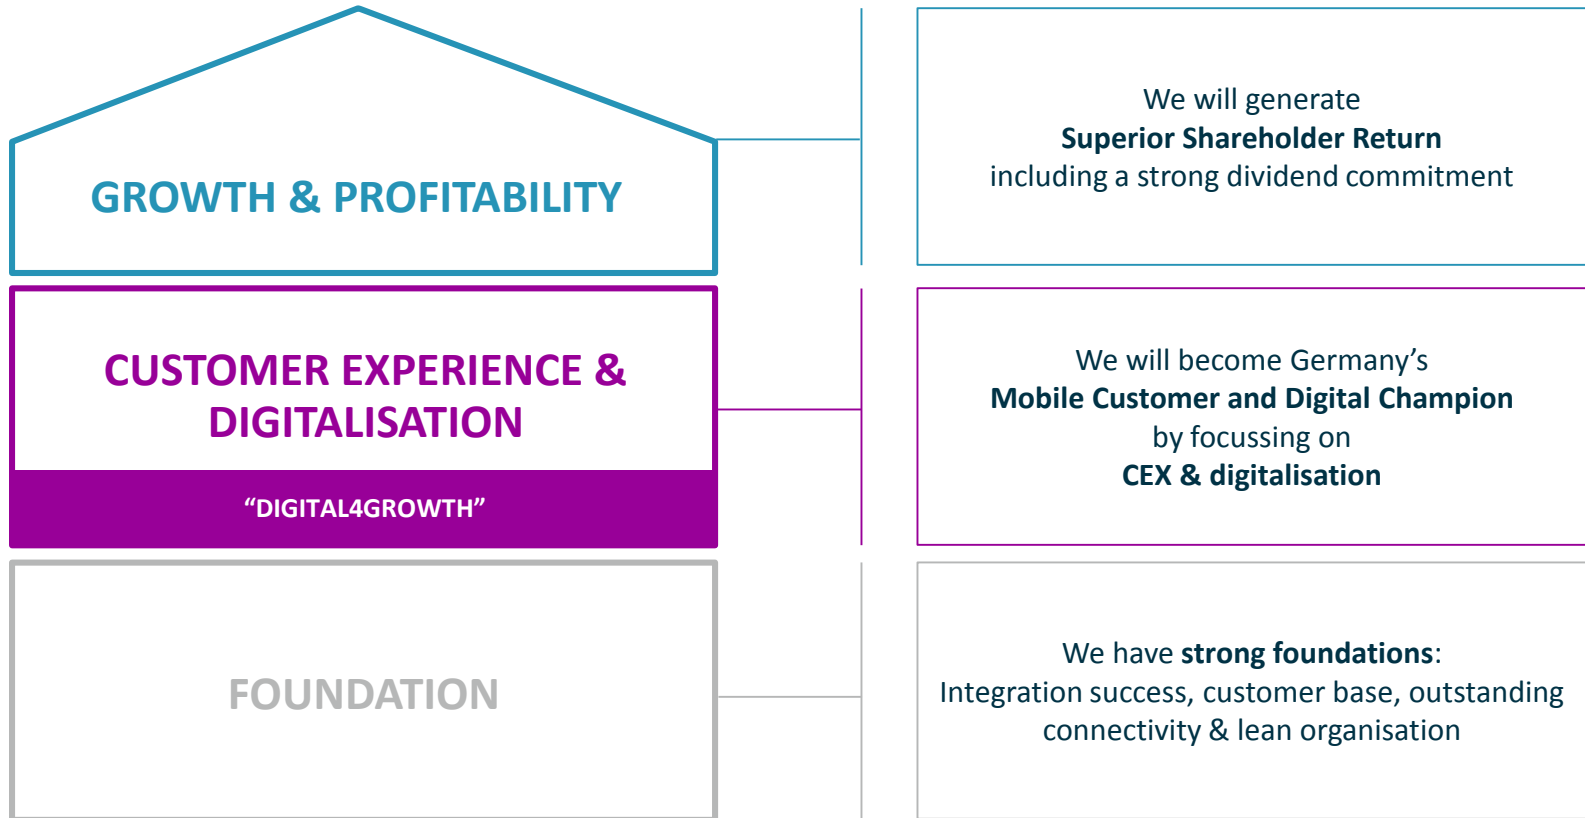 GROWTH & PROFITABILITY
We will generate
Superior Shareholder Return
including a strong dividend commitment
CUSTOMER EXPERIENCE &
DIGITALISATION
“DIGITAL4GROWTH”
We will become Germany’s
Mobile Customer and Digital Champion
by focussing on
CEX & digitalisation
FOUNDATION
We have strong foundations:
Integration success, customer base, outstanding
connectivity & lean organisation